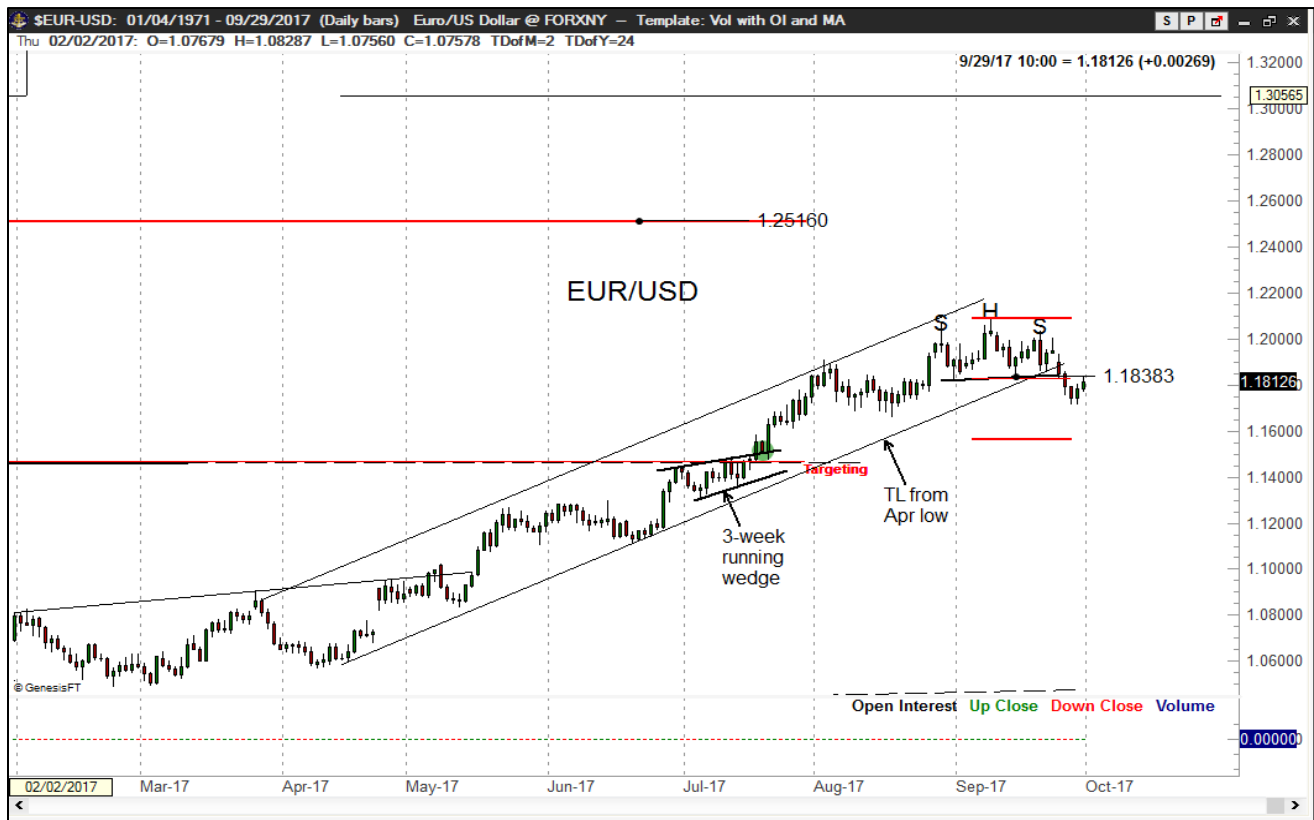 $EUR-USD: 01/04/1971 - 09/29/2017 (Daily bars) Euro/US Dollar @ FORXNY – Template: Vol with OI and MA
S P
Thu 02/02/2017: O=1.07679 H=1.08287 L=1.07560 C=1.07578 TDofM=2 TDofY=24
9/29/17 10:00 = 1.18126 (+0.00269)
1.32000
1.30565
1.30000
1.28000
1.26000
1.25160
1.24000
EUR/USD
1.22000
S H S
1.20000
1.18383
1.18126
1.16000
Targeting
1.14000
TL from
Apr low
3-week
running
wedge
1.12000
1.10000
1.08000
1.06000
© GenesisFT
Open Interest Up Close Down Close Volume
0.00000
02/02/2017 Mar-17 Apr-17 May-17 Jun-17 Jul-17 Aug-17 Sep-17 Oct-17